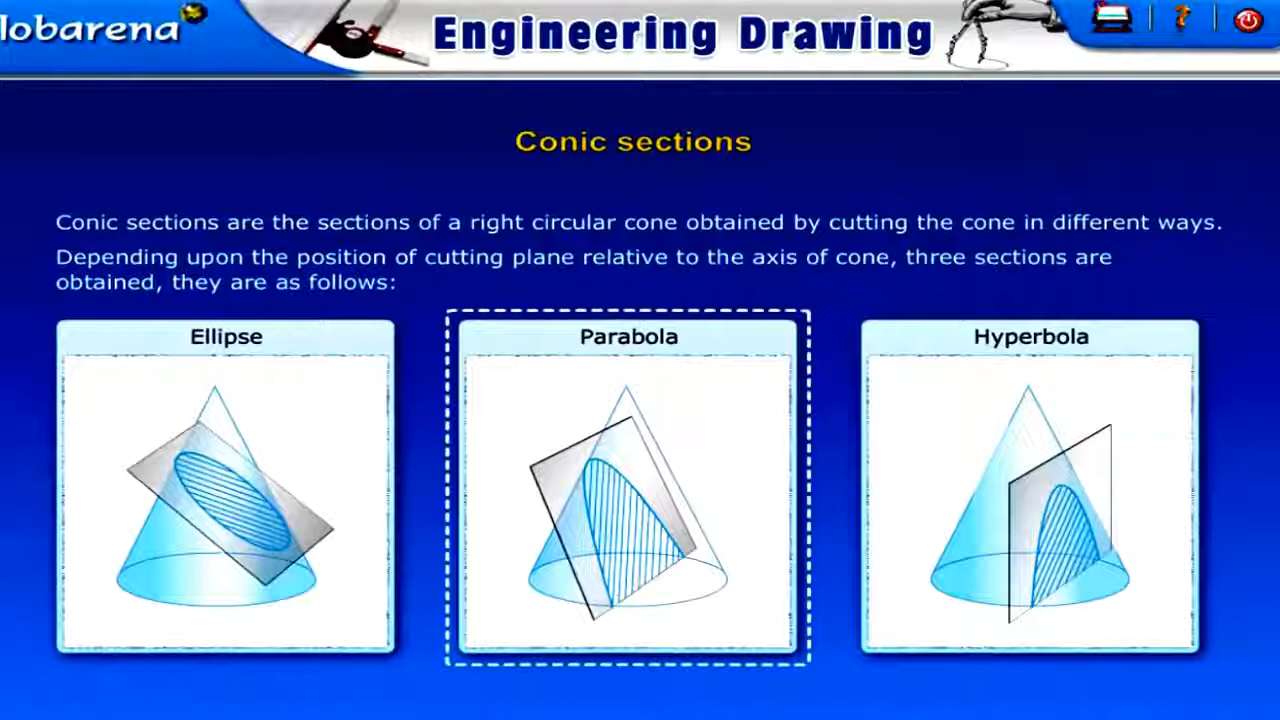 lobarena
Engineering Drawing
Conic sections
Conic sections are the sections of a right circular cone obtained by cutting the cone in different ways.
Depending upon the position of cutting plane relative to the axis of cone, three sections are
obtained, they are as follows:
Ellipse
Parabola
Hyperbola